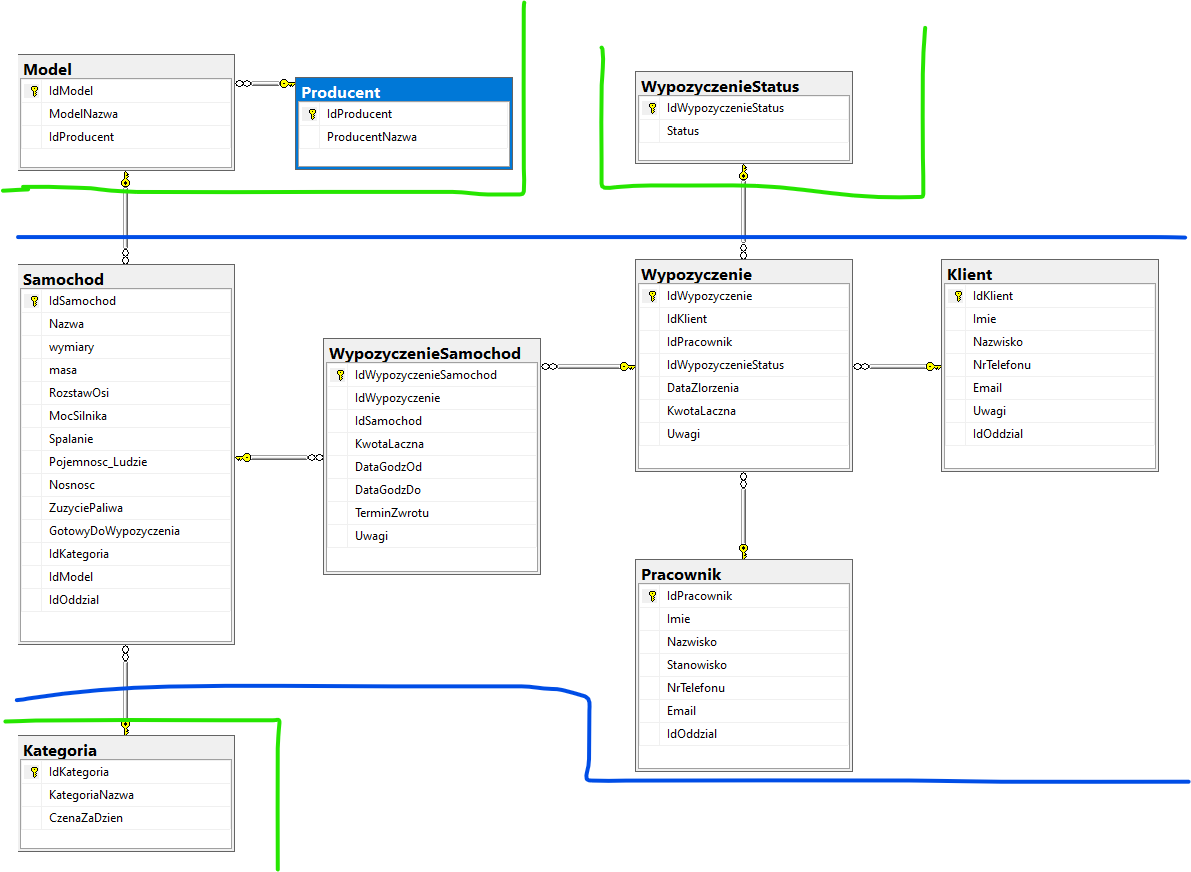 Model
IdModel
ModelNazwa
IdProducent
Producent
IdProducent
ProducentNazwa
WypozyczenieStatus
IdWypozyczenieStatus
Status
Samochod
IdSamochod
Nazwa
wymiary
masa
RozstawOsi
MocSilnika
Spalanie
Pojemnosc_Ludzie
Nosnosc
ZuzyciePaliwa
GotowyDoWypozyczenia
IdKategoria
IdModel
IdOddzial
WypozyczenieSamochod
IdWypozyczenieSamochod
IdWypozyczenie
IdSamochod
KwotaLaczna
DataGodzOd
DataGodzDo
TerminZwrotu
Uwagi
Wypozyczenie
IdWypozyczenie
IdKlient
IdPracownik
IdWypozyczenieStatus
DataZlorzenia
KwotaLaczna
Uwagi
Klient
IdKlient
Imie
Nazwisko
NrTelefonu
Email
Uwagi
IdOddzial
Pracownik
IdPracownik
Imie
Nazwisko
Stanowisko
NrTelefonu
Email
IdOddzial
Kategoria
IdKategoria
KategoriaNazwa
CzenaZaDzien